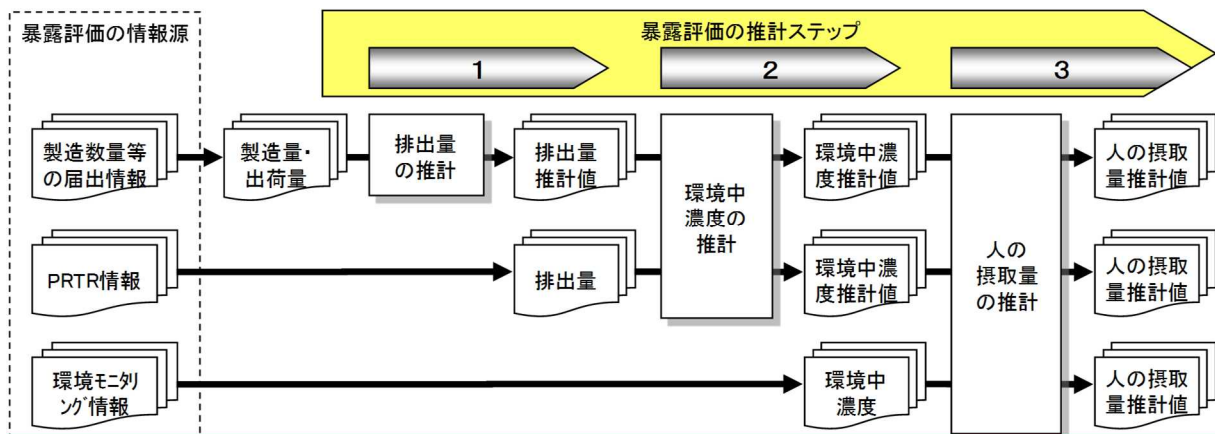 暴露評価の情報源
暴露評価の推計ステップ
1
2
3
製造数量等
の届出情報
製造量・
出荷量
排出量
の推計
排出量
推計値
環境中
濃度の
推計
環境中濃
度推計値
人の
摂取量
の推計
人の摂取
量推計値
PRTR情報
排出量
環境中濃
度推計値
人の摂取
量推計値
環境ﾓﾆﾀﾘ
ﾝｸﾞ情報
環境中
濃度
人の摂取
量推計値